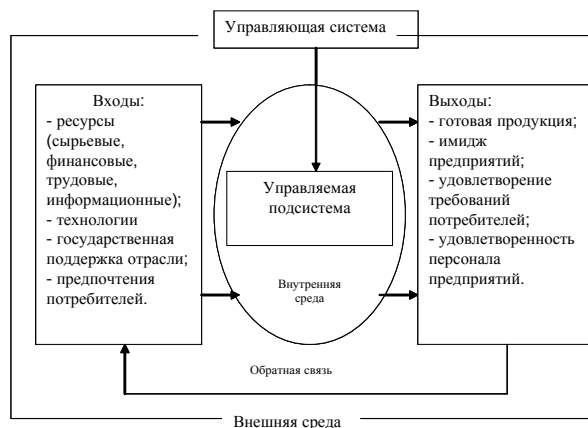 Управляющая система
Входы:
- ресурсы
(сырьевые,
финансовые,
трудовые,
информационные);
- технологии
- государственная
поддержка отрасли;
- предпочтения
потребителей.
Управляемая
подсистема
Внутренняя
среда
Выходы:
- готовая продукция;
- имидж
предприятий;
- удовлетворение
требований
потребителей;
- удовлетворенность
персонала
предприятий.
Обратная связь
Внешняя среда